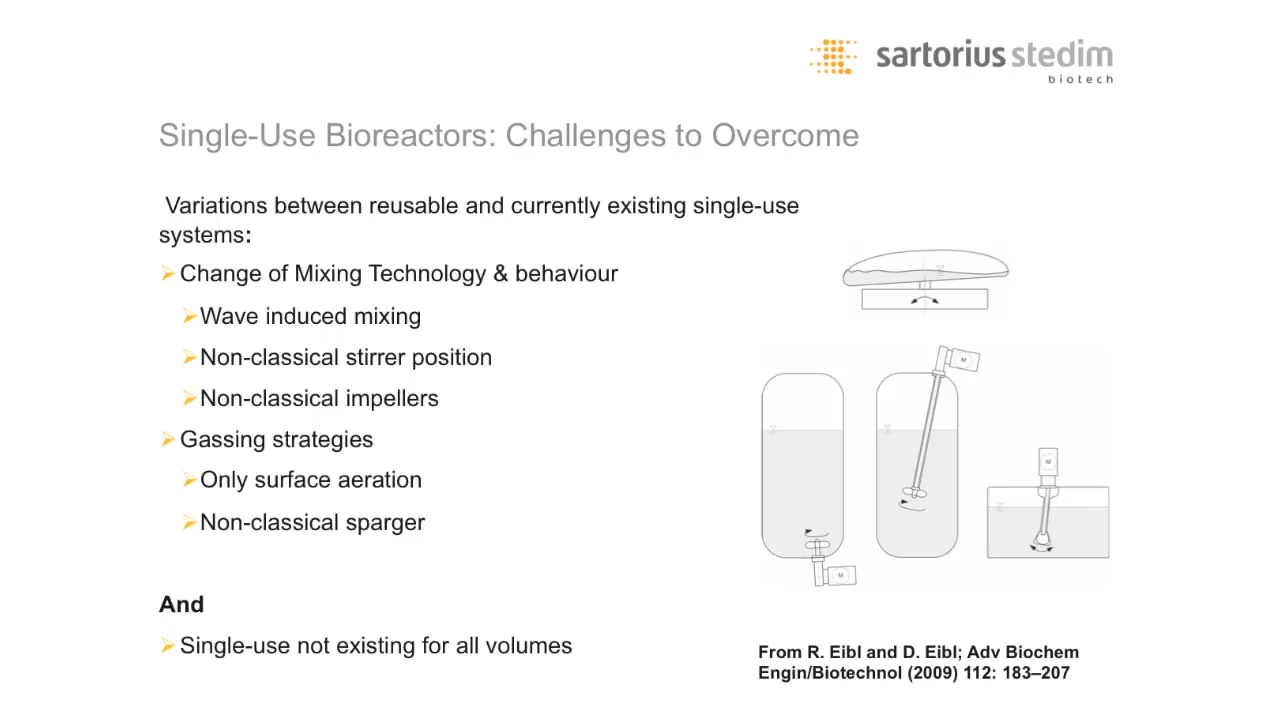 sartorius stedim
biotech
Single-Use Bioreactors: Challenges to Overcome
Variations between reusable and currently existing single-use
systems:
Change of Mixing Technology & behaviour
Wave induced mixing
Non-classical stirrer position
Non-classical impellers
Gassing strategies
Only surface aeration
Non-classical sparger
And
Single-use not existing for all volumes
M
M
M
From R. Eibl and D. Eibl; Adv Biochem
Engin/Biotechnol (2009) 112: 183–207